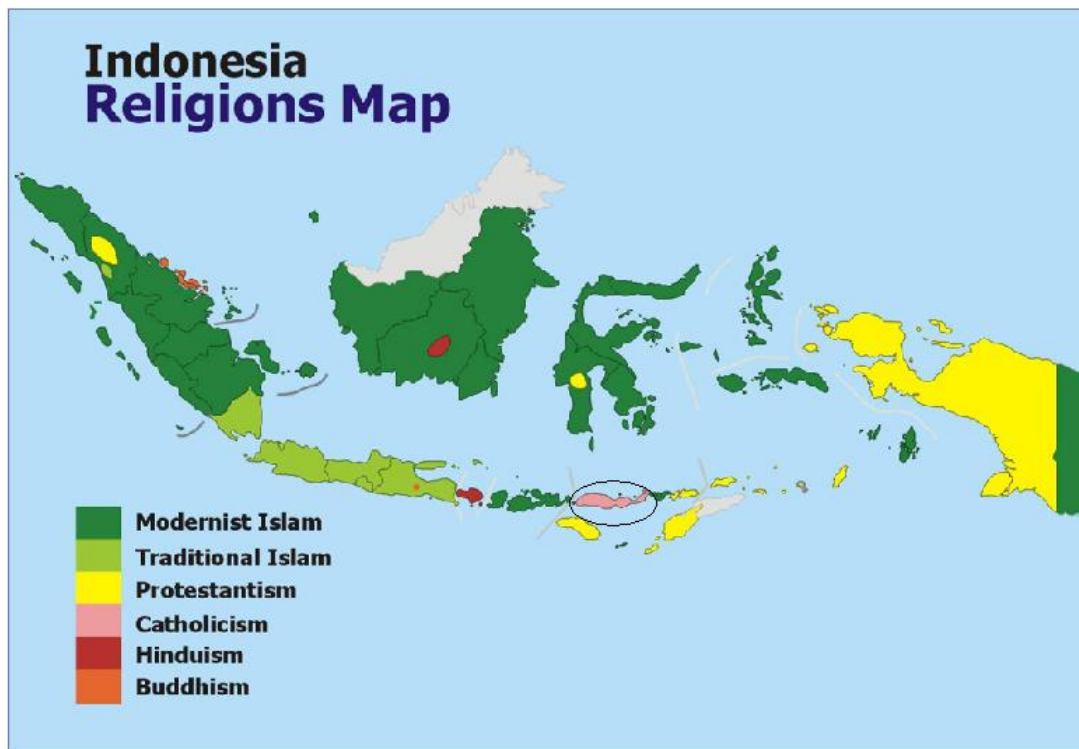 Indonesia
Religions Map
Modernist Islam
Traditional Islam
Protestantism
Catholicism
Hinduism
Buddhism